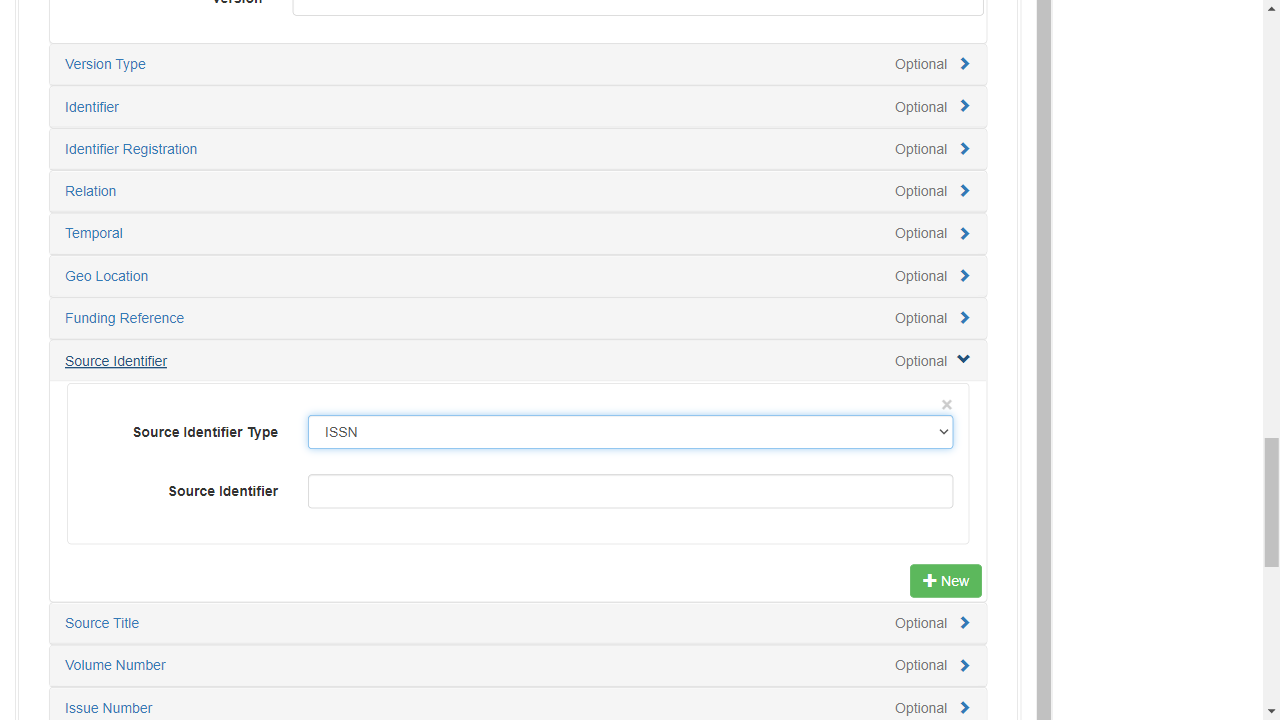 Version
Version Type Optional
Identifier Optional
Identifier Registration Optional
Relation Optional
Temporal Optional
Geo Location Optional
Funding Reference Optional
Source Identifier Optional
×
Source Identifier Type ISSN
Source Identifier
New
Source Title Optional
Volume Number Optional
Issue Number Optional